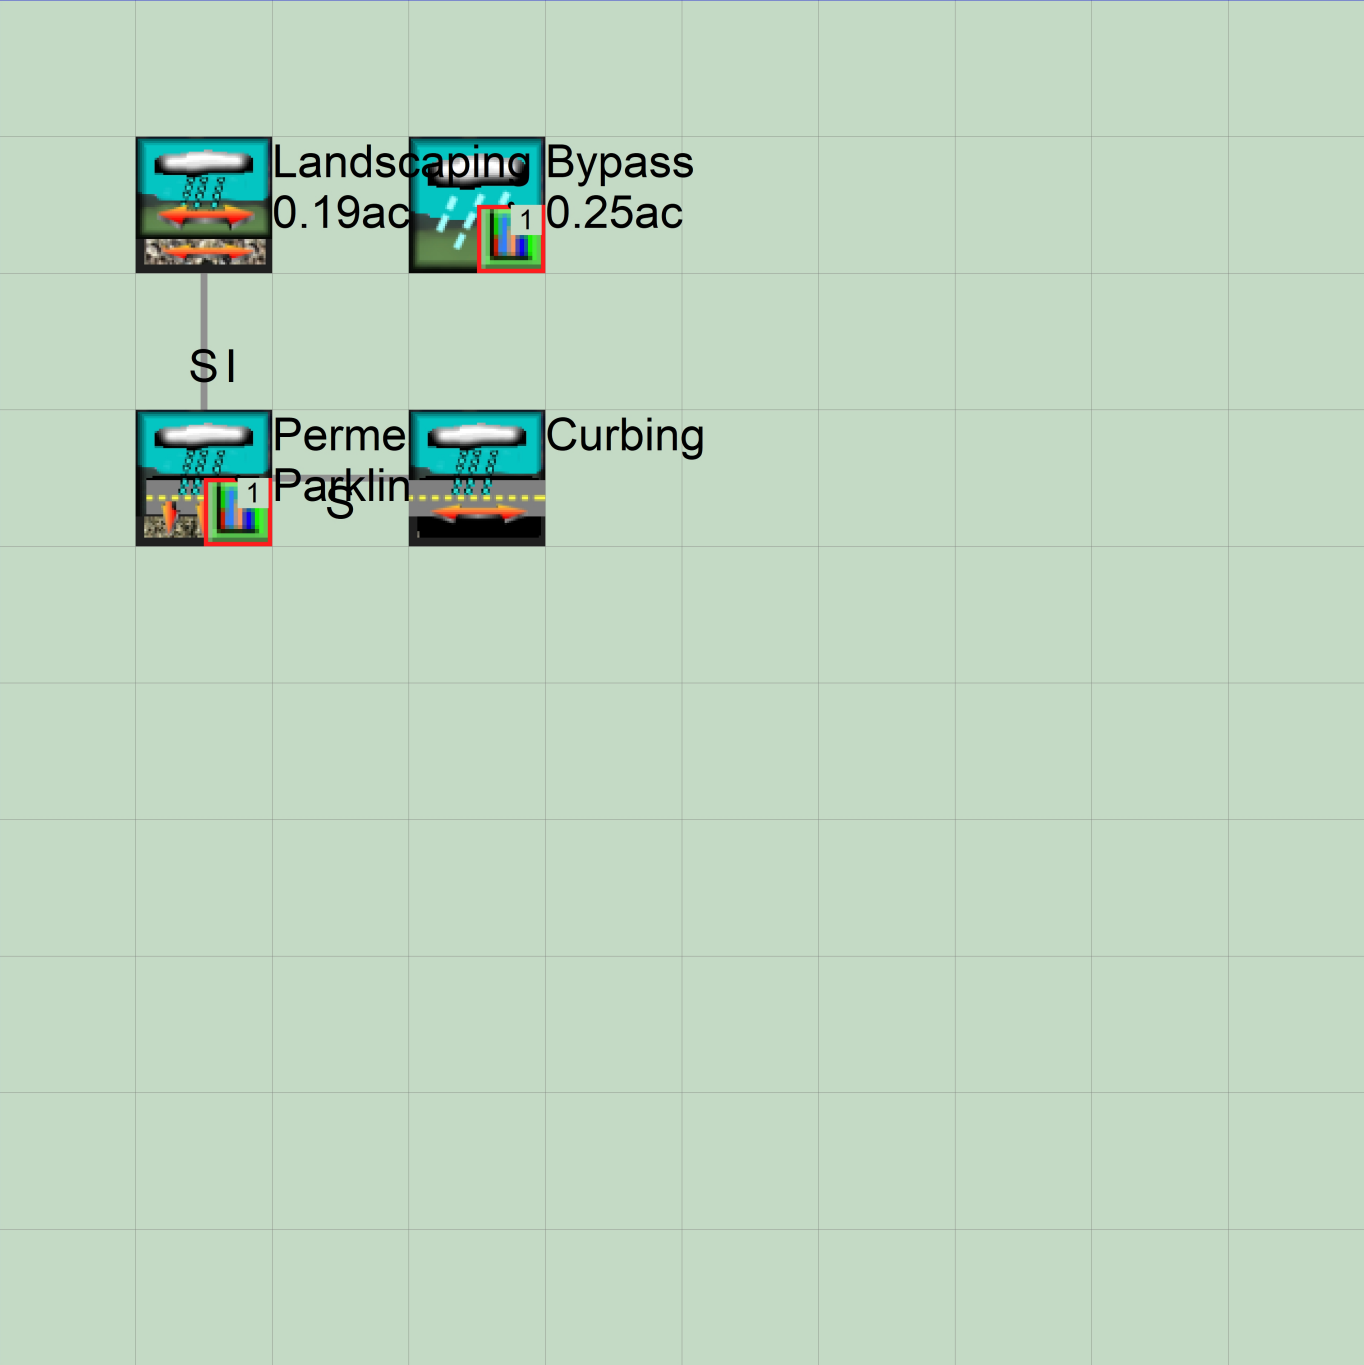 Landscaping
0.19ac
Bypass
0.25ac
1
S I
Perme
Parklin
1
S
Curbing